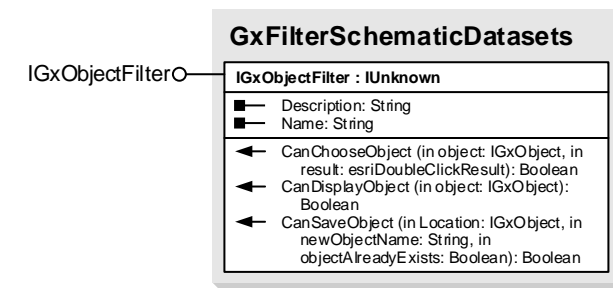 GxFilterSchematicDatasets
IGxObjectFilter
IGxObjectFilter : IUnknown
Description: String
Name: String
CanChooseObject (in object: IGxObject, in
result: esriDoubleClickResult): Boolean
CanDisplayObject (in object: IGxObject):
Boolean
CanSaveObject (in Location: IGxObject, in
newObjectName: String, in
objectAlreadyExists: Boolean): Boolean